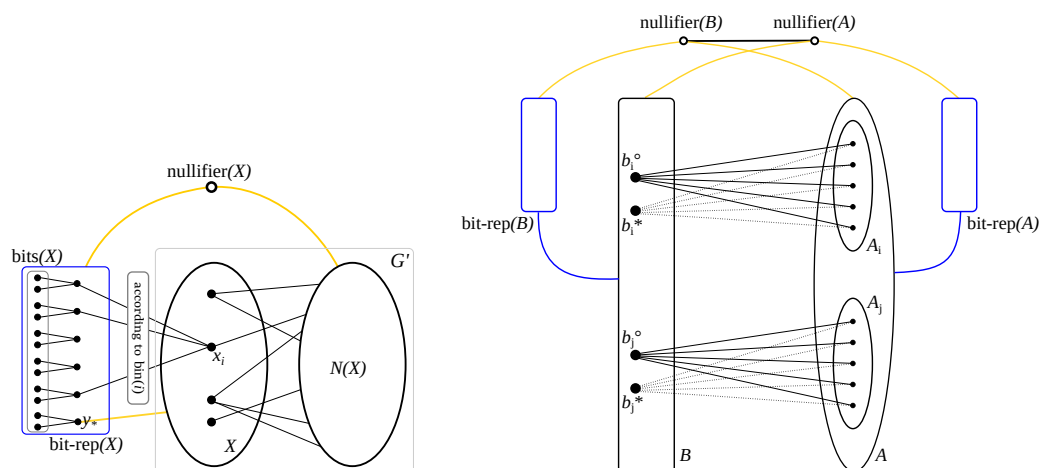 nullifier(X)
bits(X)
G'
according to bin(i)
x_i
N(X)
y_*
bit-rep(X)
X
nullifier(B)
nullifier(A)
b_i°
b_i*
bit-rep(B)
bit-rep(A)
A_i
A_j
b_j°
b_j*
B
A